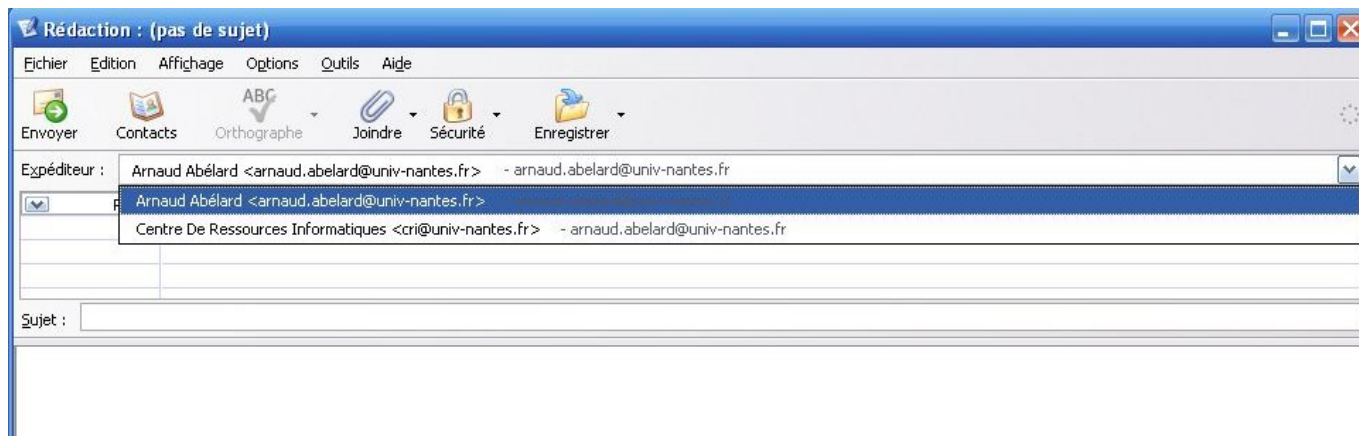 Rédaction : (pas de sujet)
Fichier Edition Affichage Options Outils Aide
ABC
Envoyer Contacts Orthographe Joindre Sécurité Enregistrer
Expéditeur : Arnaud Abélard <arnaud.abelard@univ-nantes.fr> - arnaud.abelard@univ-nantes.fr
Arnaud Abélard <arnaud.abelard@univ-nantes.fr>
Centre De Ressources Informatiques <cri@univ-nantes.fr> - arnaud.abelard@univ-nantes.fr
Sujet :